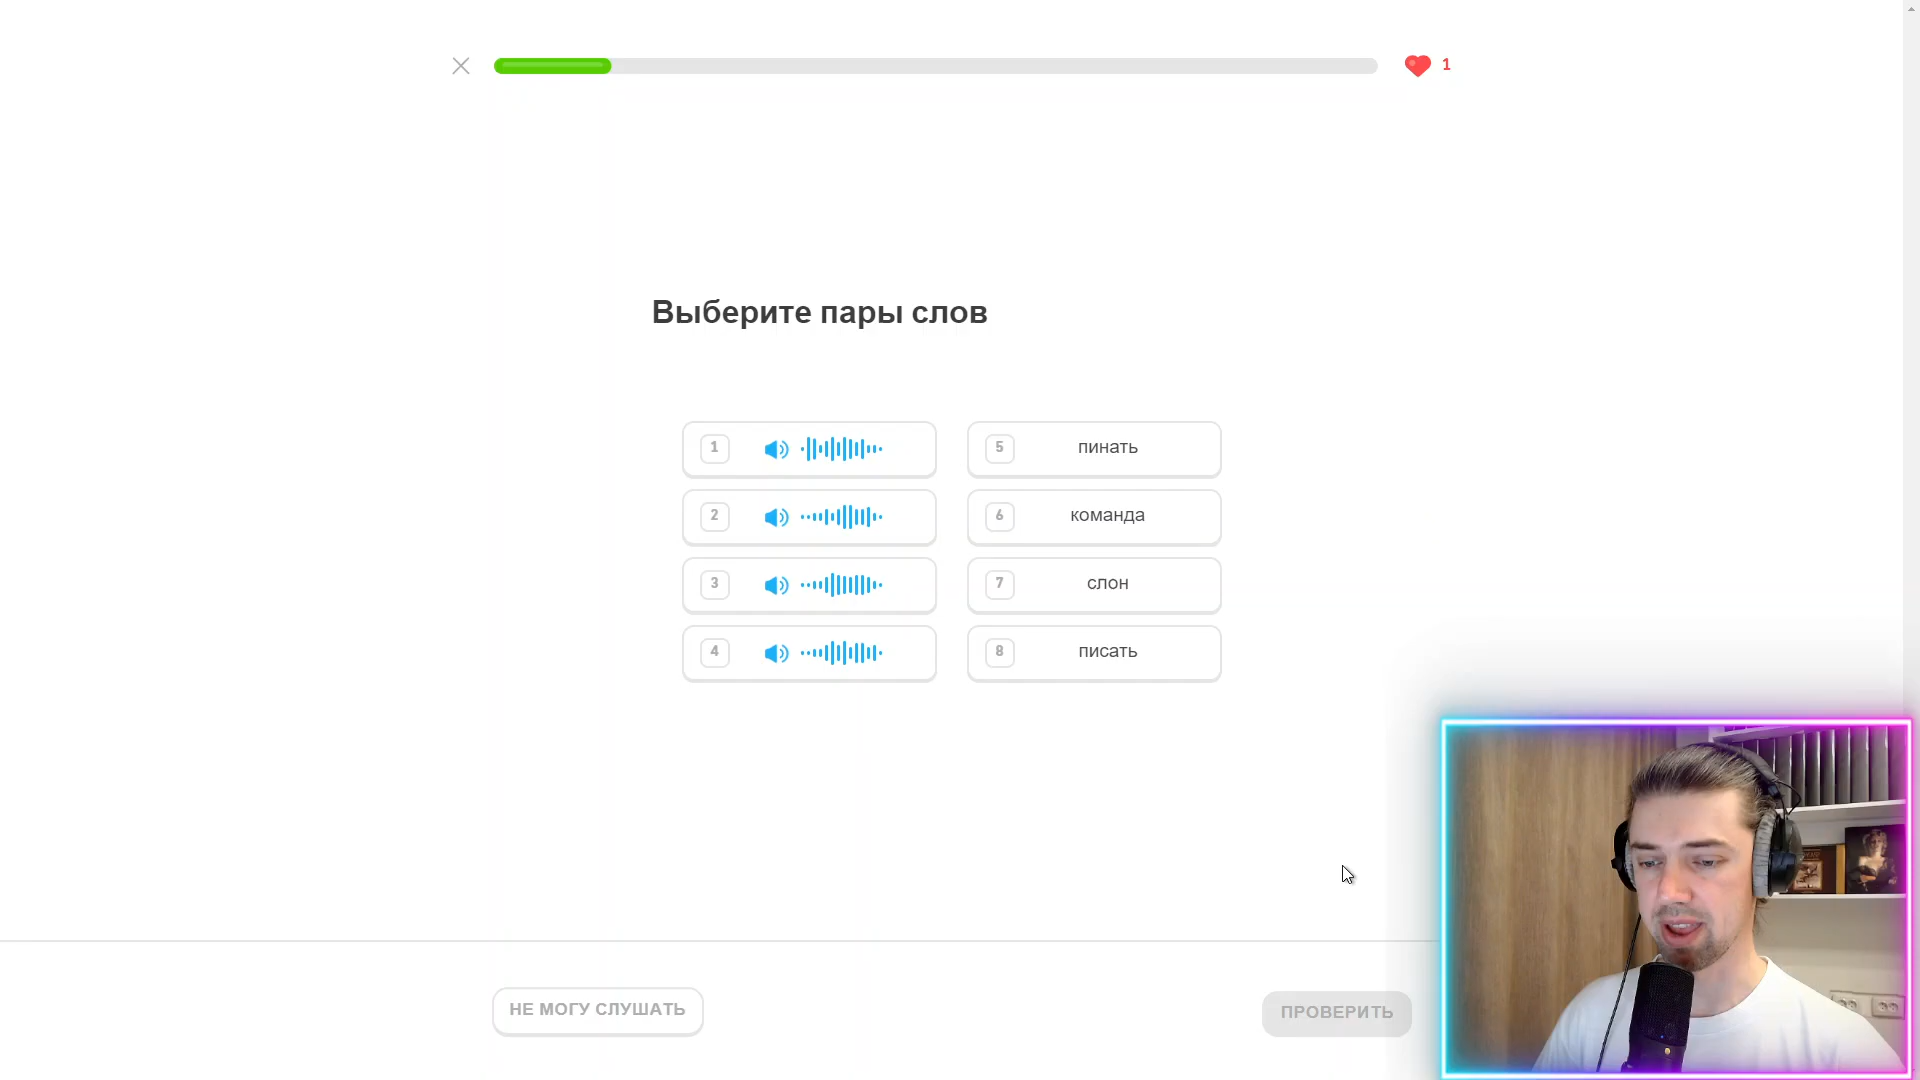 1
Выберите пары слов
1
5 пинать
2
6 команда
3
7 слон
4
8 писать
НЕ МОГУ СЛУШАТЬ
ПРОВЕРИТЬ